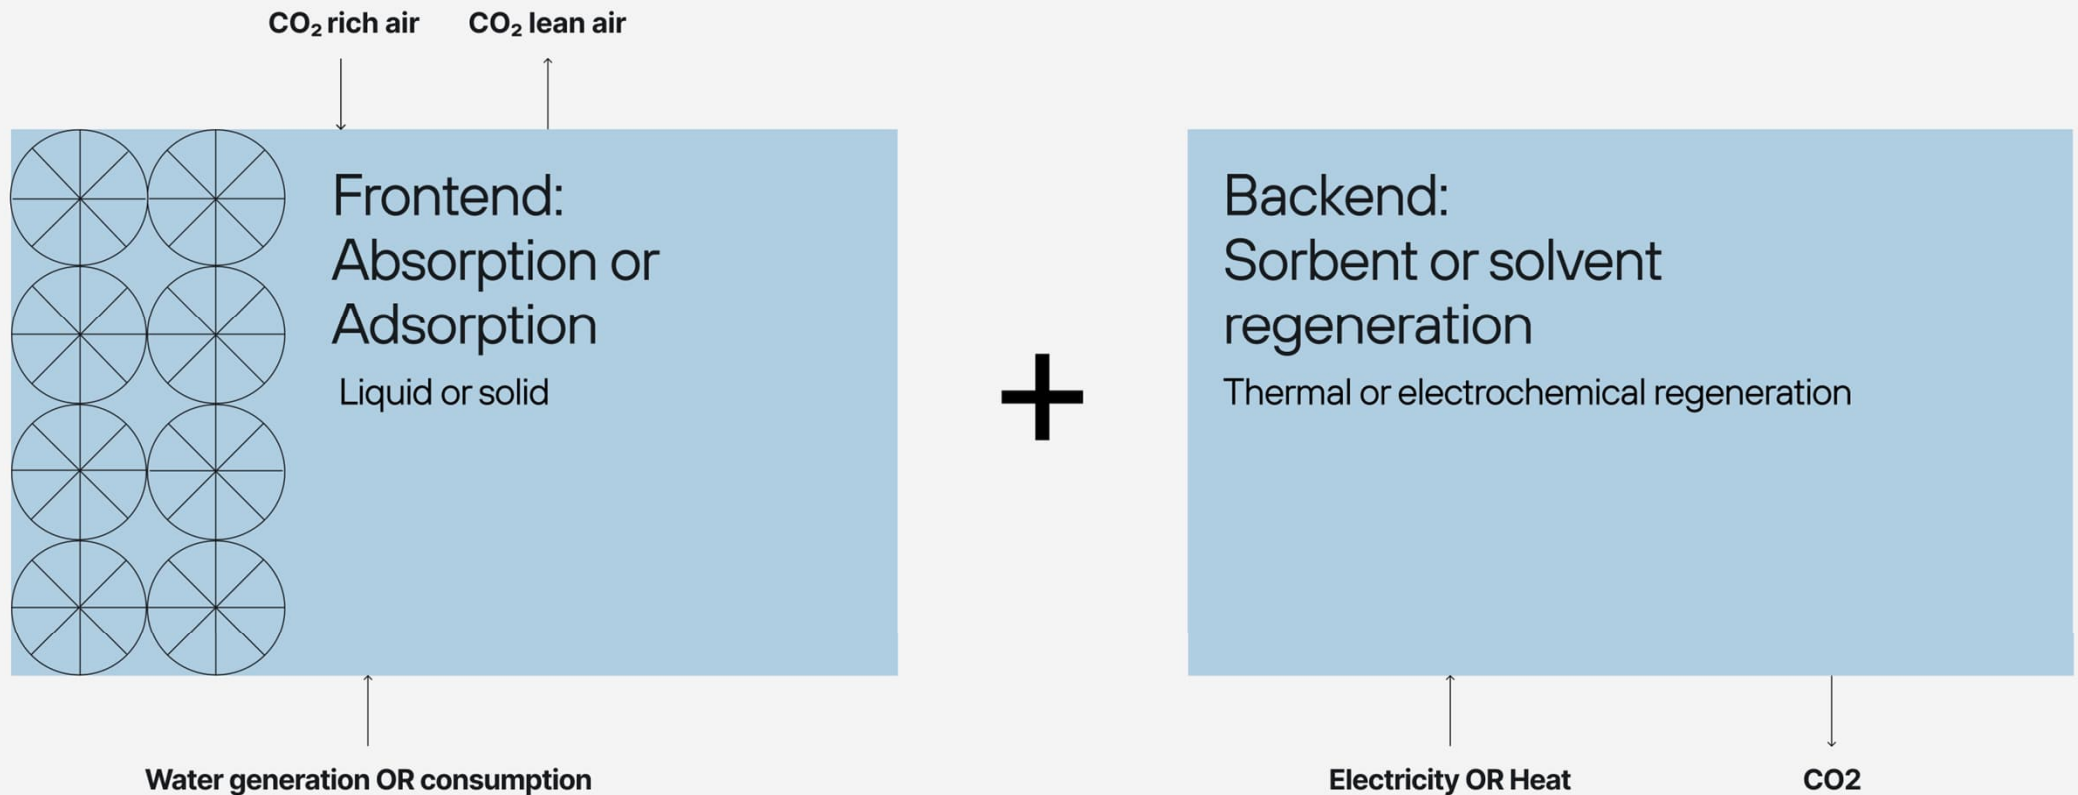 CO₂ rich air
CO₂ lean air
Frontend:
Absorption or
Adsorption
Liquid or solid
+
Backend:
Sorbent or solvent
regeneration
Thermal or electrochemical regeneration
Water generation OR consumption
Electricity OR Heat
CO2